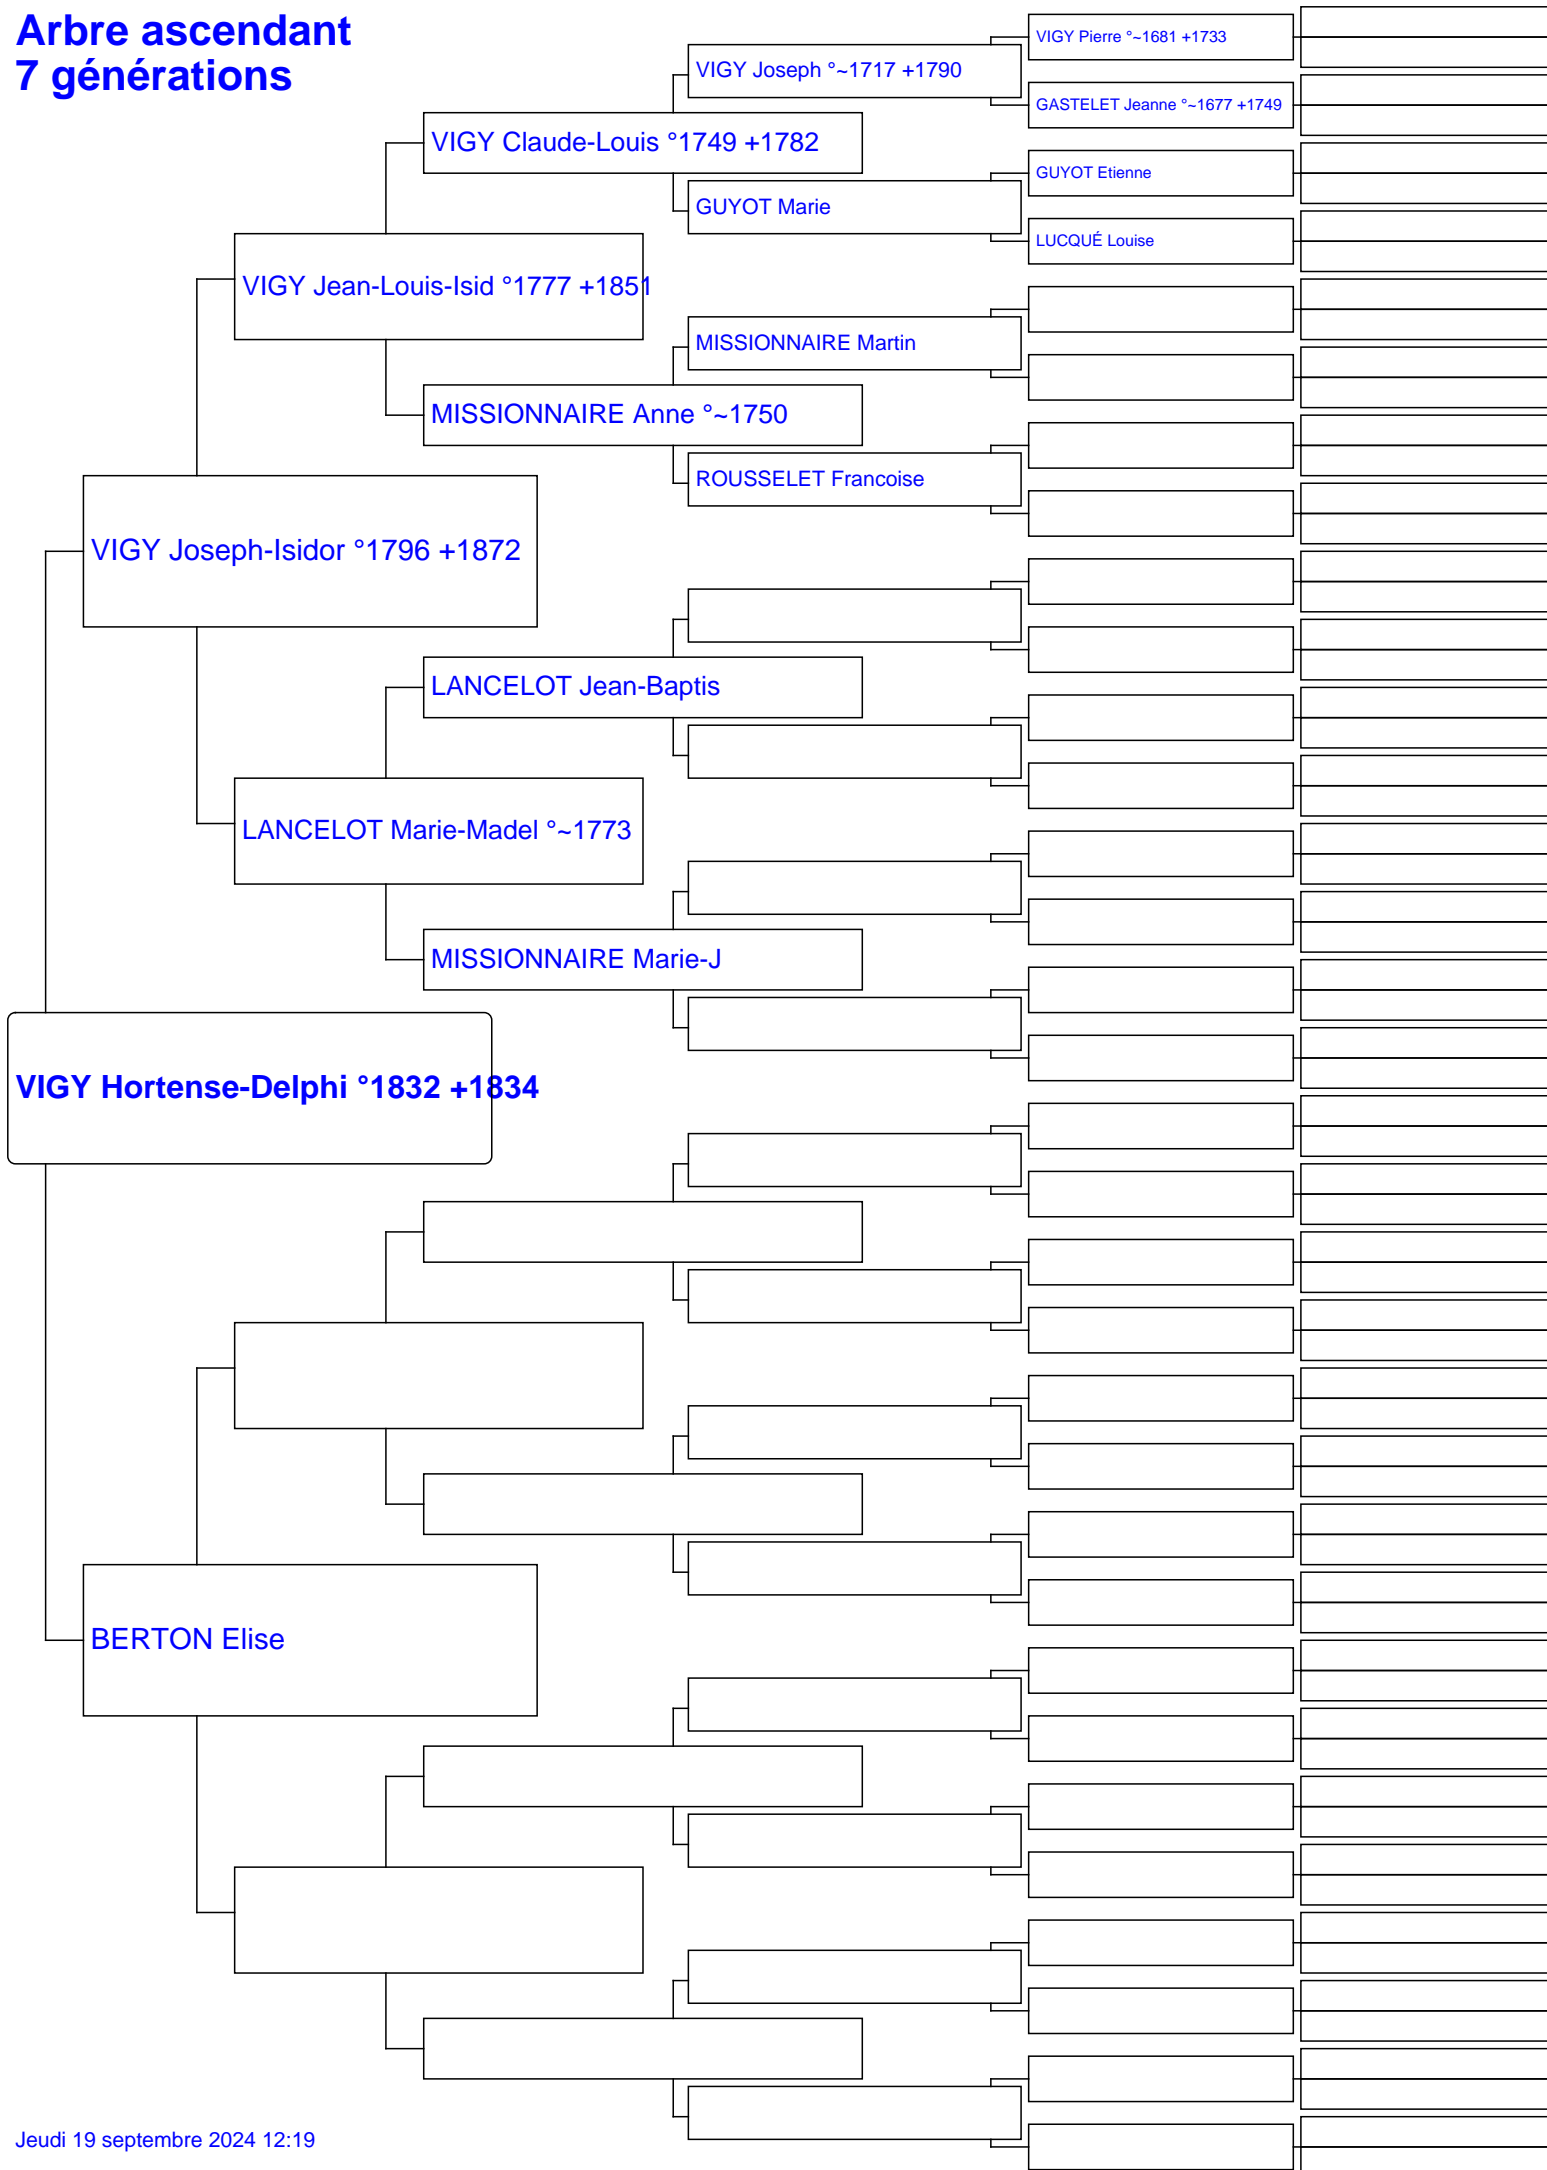 Arbre ascendant
7 générations
VIGY Pierre °~1681 +1733
VIGY Joseph °~1717 +1790
GASTELET Jeanne °~1677 +1749
VIGY Claude-Louis °1749 +1782
GUYOT Etienne
GUYOT Marie
LUCQUÉ Louise
VIGY Jean-Louis-Isid °1777 +1851
MISSIONNAIRE Martin
MISSIONNAIRE Anne °~1750
ROUSSELET Francoise
VIGY Joseph-Isidor °1796 +1872
LANCELOT Jean-Baptis
LANCELOT Marie-Madel °~1773
MISSIONNAIRE Marie-J
VIGY Hortense-Delphi °1832 +1834
BERTON Elise
Jeudi 19 septembre 2024 12:19